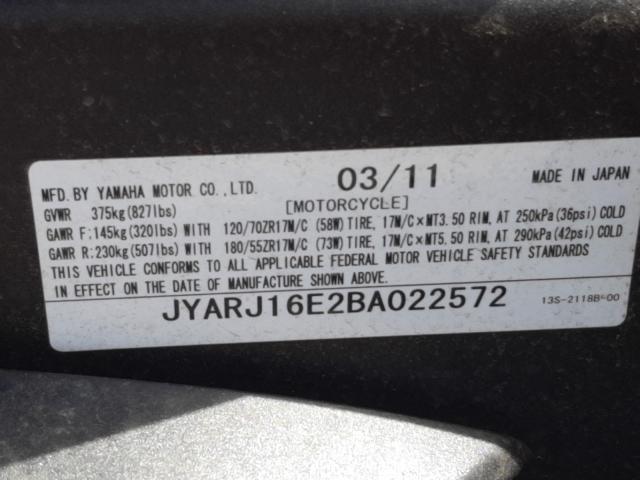 MFD. BY YAMAHA MOTOR CO., LTD. 03/11 MADE IN JAPAN
GVWR 375kg(827lbs) [MOTORCYCLE]
GAWR F:145kg(320lbs) WITH 120/70ZR17M/C (58W) TIRE, 17M/C×MT3.50 RIM, AT 250kPa(36psi) COLD
GAWR R:230kg(507lbs) WITH 180/55ZR17M/C (73W) TIRE, 17M/C×MT5.50 RIM, AT 290kPa(42psi) COLD
THIS VEHICLE CONFORMS TO ALL APPLICABLE FEDERAL MOTOR VEHICLE SAFETY STANDARDS
IN EFFECT ON THE DATE OF MANUFACTURE SHOWN ABOVE.
JYARJ16E2BA022572 13S-2118B-00